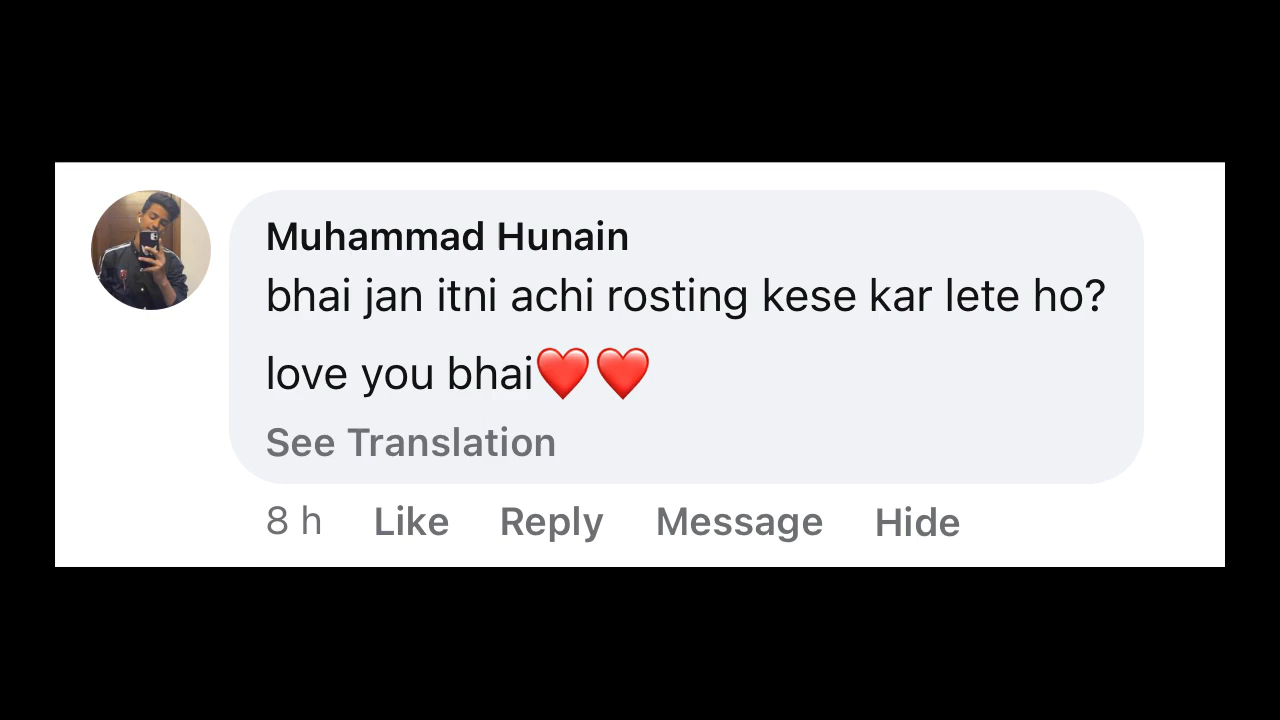 Muhammad Hunain
bhai jan itni achi rosting kese kar lete ho?
love you bhai❤️❤️
See Translation
8 h Like Reply Message Hide